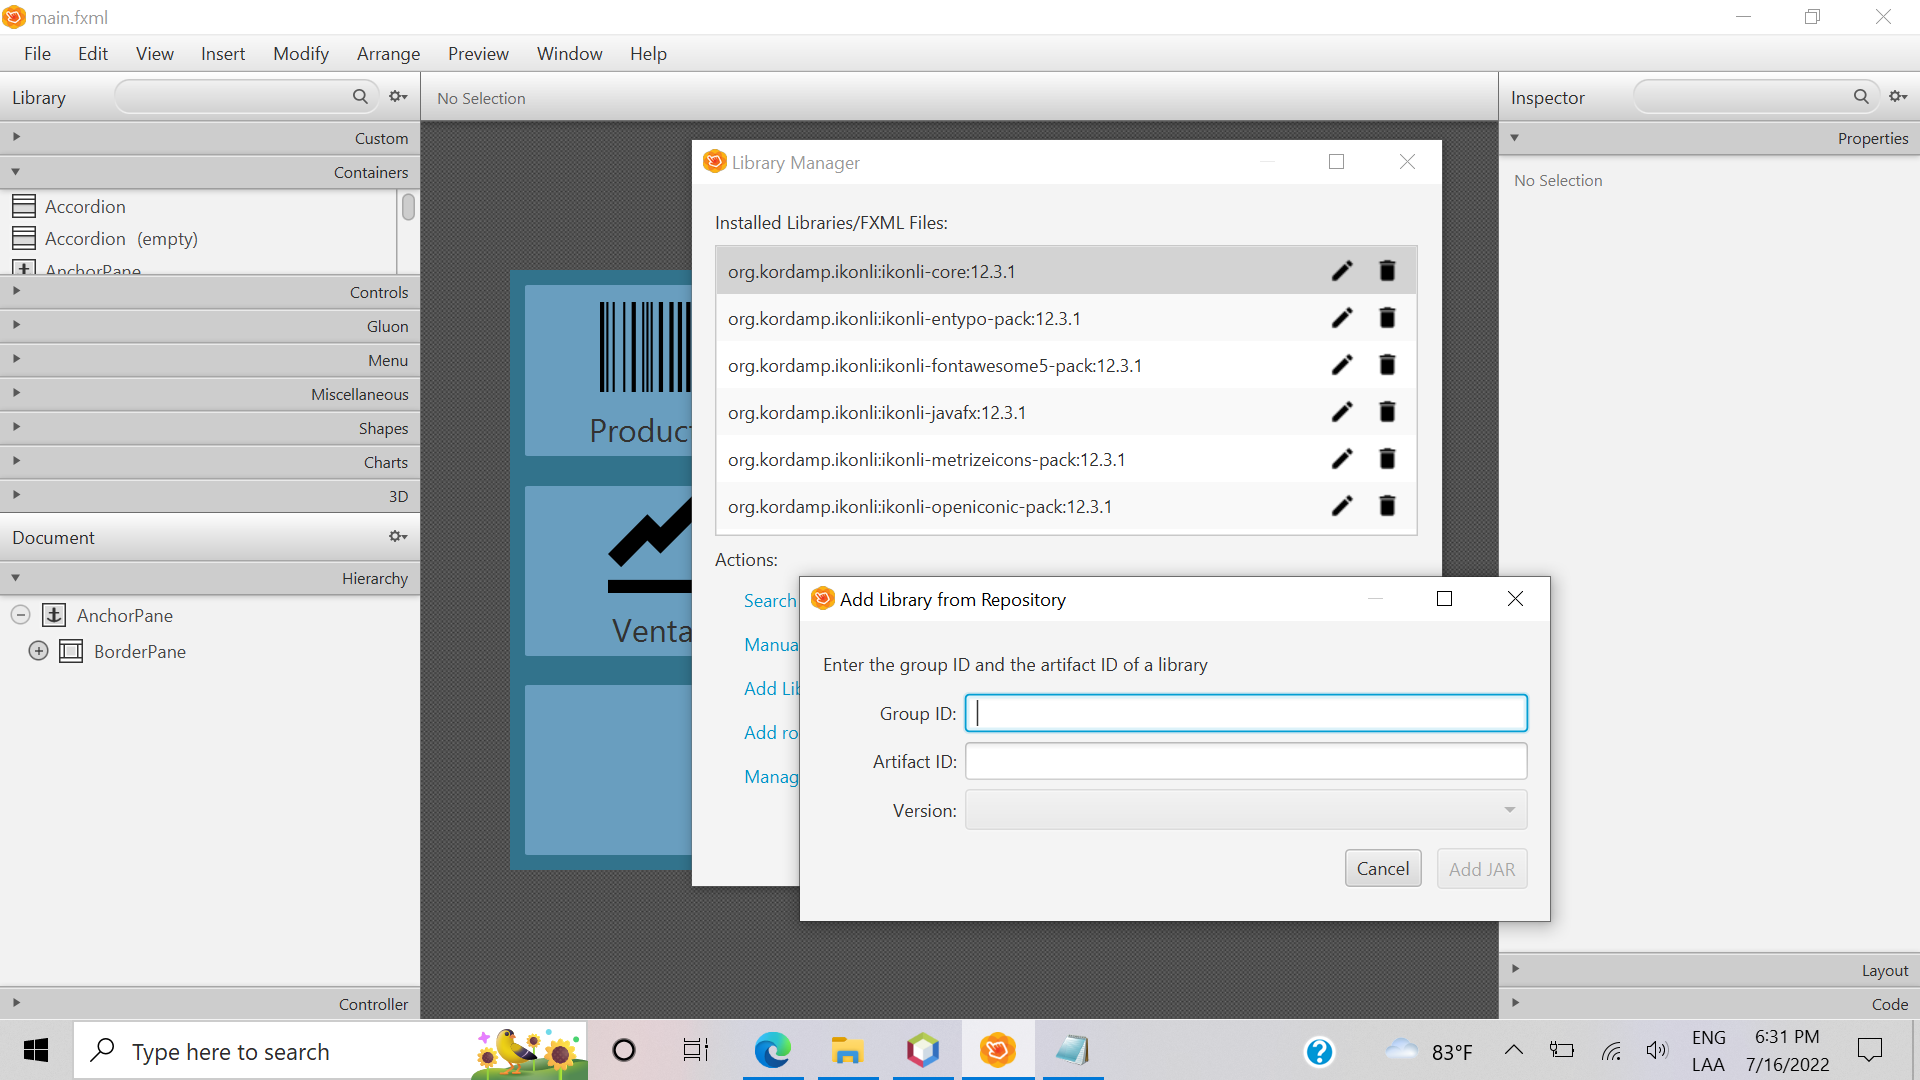 main.fxml
File Edit View Insert Modify Arrange Preview Window Help
Library
No Selection
Inspector
Custom
Containers
Accordion
Accordion (empty)
AnchorPane
Controls
Gluon
Menu
Miscellaneous
Shapes
Charts
3D
Document
Hierarchy
AnchorPane
BorderPane
Controller
Product
Venta
Library Manager
Installed Libraries/FXML Files:
org.kordamp.ikonli:ikonli-core:12.3.1
org.kordamp.ikonli:ikonli-entypo-pack:12.3.1
org.kordamp.ikonli:ikonli-fontawesome5-pack:12.3.1
org.kordamp.ikonli:ikonli-javafx:12.3.1
org.kordamp.ikonli:ikonli-metrizeicons-pack:12.3.1
org.kordamp.ikonli:ikonli-openiconic-pack:12.3.1
Actions:
Search
Manua
Add Lib
Add ro
Manag
Add Library from Repository
Enter the group ID and the artifact ID of a library
Group ID:
Artifact ID:
Version:
Cancel Add JAR
Properties
No Selection
Layout
Code
Type here to search
83°F
ENG
LAA
6:31 PM
7/16/2022